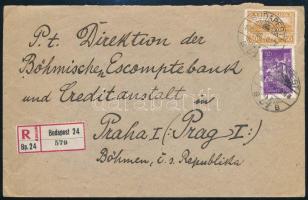 P. t. Direktion der
Böhmischen Escomptebank
und Creditanstalt in
Praha I (: Prag I :)
Böhmen, č. s. Republika
R
Bp. 24
Budapest 24
579